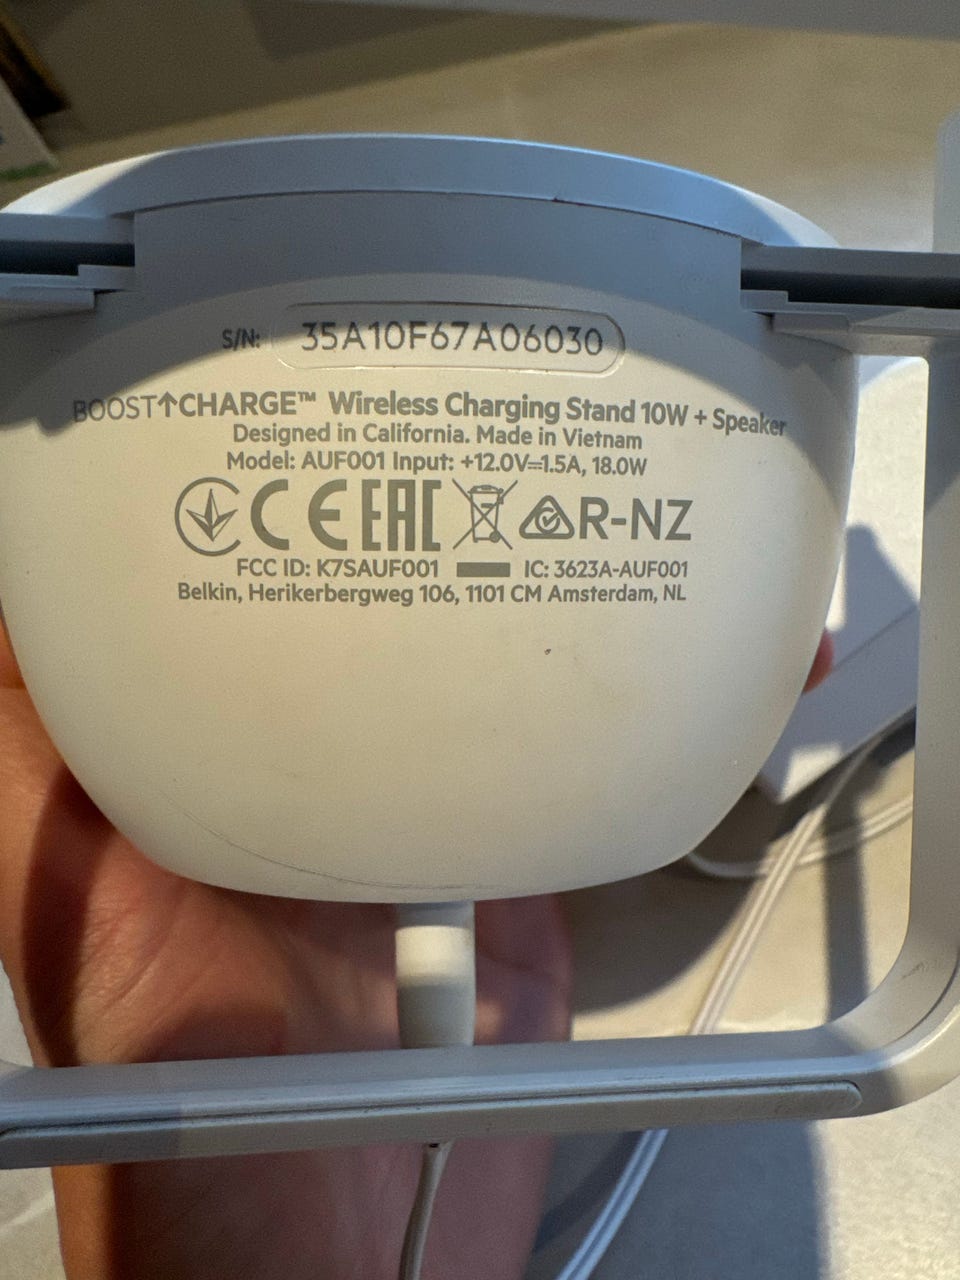 S/N: 35A10F67A06030
BOOST↑CHARGE™ Wireless Charging Stand 10W + Speaker
Designed in California. Made in Vietnam
Model: AUF001 Input: +12.0V⎓1.5A, 18.0W
CE EAC R-NZ
FCC ID: K7SAUF001 IC: 3623A-AUF001
Belkin, Herikerbergweg 106, 1101 CM Amsterdam, NL